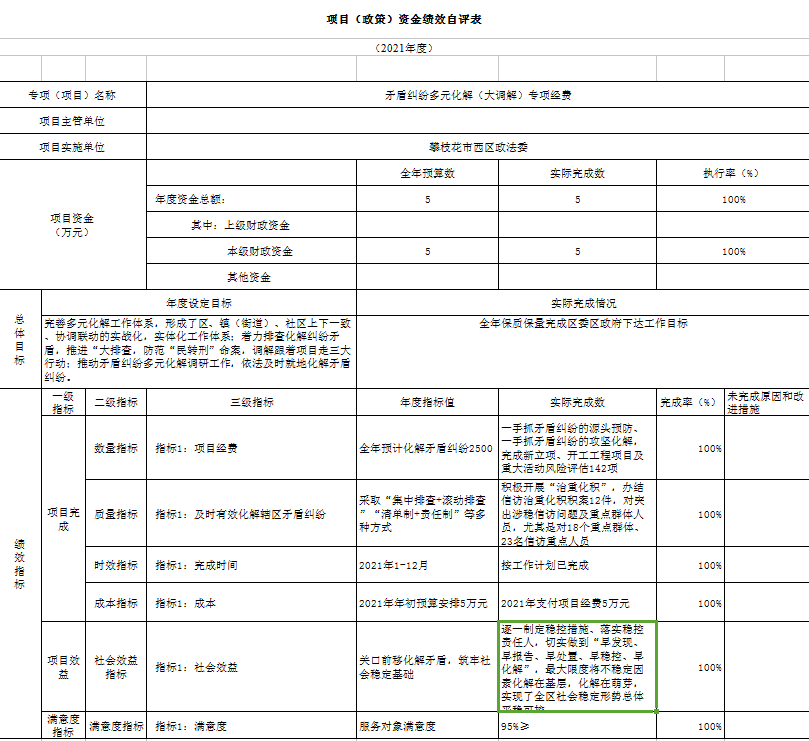 项目（政策）资金绩效自评表
（2021年度）
专项（项目）名称
矛盾纠纷多元化解（大调解）专项经费
项目主管单位
项目实施单位
攀枝花市西区政法委
项目资金
（万元）
全年预算数
实际完成数
执行率（%）
年度资金总额：
5
5
100%
其中：上级财政资金
本级财政资金
5
5
100%
其他资金
总体目标
年度设定目标
实际完成情况
完善多元化解工作体系，形成了区、镇（街道）、社区上下一致
、协调联动的实战化，实体化工作体系；着力排查化解纠纷矛
盾，推进“大排查，防范“民转刑”命案，调解跟着项目走三大
行动；推动矛盾纠纷多元化解调研工作，依法及时就地化解矛盾
纠纷。
全年保质保量完成区委区政府下达工作目标
绩效指标
一级
指标
二级指标
三级指标
年度指标值
实际完成数
完成率（%）
未完成原因和改
进措施
项目完
成
数量指标
指标1：项目经费
全年预计化解矛盾纠纷2500
一手抓矛盾纠纷的源头预防、
一手抓矛盾纠纷的攻坚化解，
完成新立项、开工工程项目及
重大活动风险评估142项
100%
质量指标
指标1：及时有效化解辖区矛盾纠纷
采取“集中排查+滚动排查
”“清单制+责任制”等多
种方式
积极开展“治重化积”，办结
信访治重化积积案12件，对突
出涉稳信访问题及重点群体人
员，尤其是对18个重点群体、
23名信访重点人员
100%
时效指标
指标1：完成时间
2021年1-12月
按工作计划已完成
100%
成本指标
指标1：成本
2021年年初预算安排5万元
2021年支付项目经费5万元
100%
项目效
益
社会效益
指标
指标1：社会效益
关口前移化解矛盾，筑牢社
会稳定基础
逐一制定稳控措施、落实稳控
责任人，切实做到“早发现、
早报告、早处置、早稳控、早
化解”，最大限度将不稳定因
素化解在基层，化解在萌芽，
实现了全区社会稳定形势总体
平稳可控
100%
满意度
指标
满意度指标
指标1：满意度
服务对象满意度
95%≥
100%